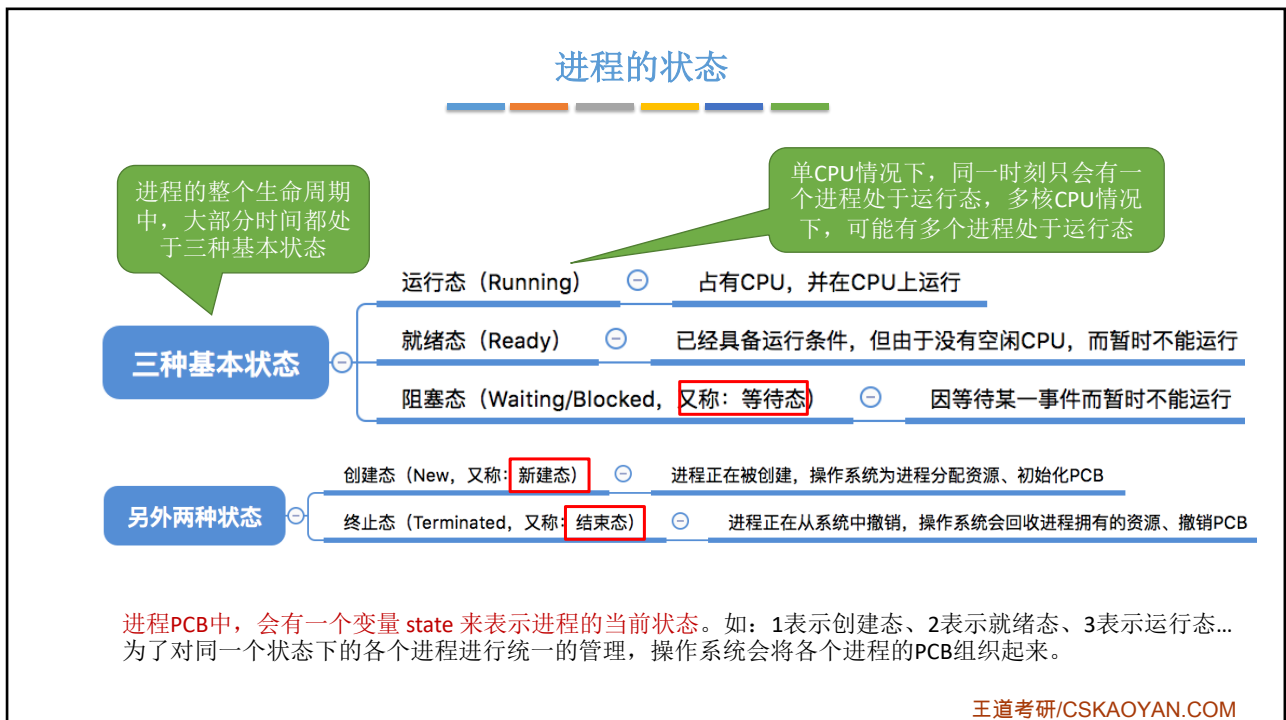 进程的状态
进程的整个生命周期
中，大部分时间都处
于三种基本状态
单CPU情况下，同一时刻只会有一
个进程处于运行态，多核CPU情况
下，可能有多个进程处于运行态
三种基本状态
运行态（Running） 占有CPU，并在CPU上运行
就绪态（Ready） 已经具备运行条件，但由于没有空闲CPU，而暂时不能运行
阻塞态（Waiting/Blocked，又称：等待态） 因等待某一事件而暂时不能运行
另外两种状态
创建态（New，又称：新建态） 进程正在被创建，操作系统为进程分配资源、初始化PCB
终止态（Terminated，又称：结束态） 进程正在从系统中撤销，操作系统会回收进程拥有的资源、撤销PCB
进程PCB中，会有一个变量 state 来表示进程的当前状态。如：1表示创建态、2表示就绪态、3表示运行态…
为了对同一个状态下的各个进程进行统一的管理，操作系统会将各个进程的PCB组织起来。
王道考研/CSKAOYAN.COM